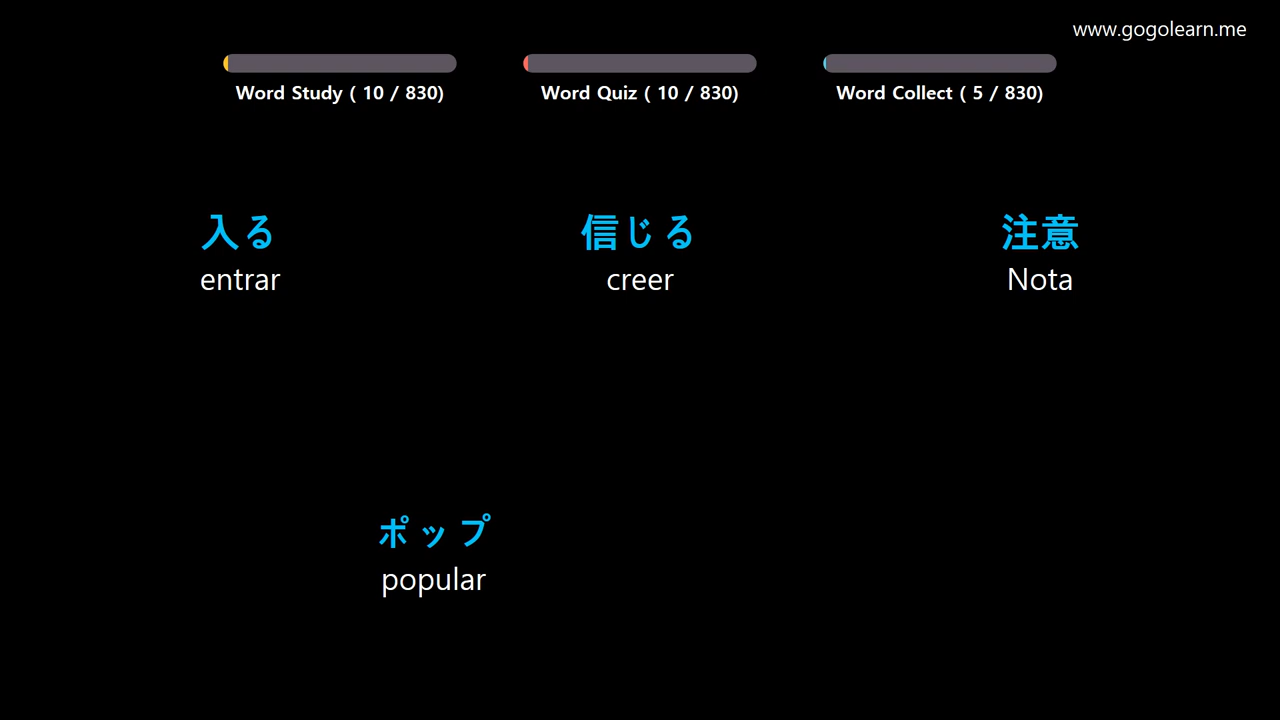 www.gogolearn.me
Word Study ( 10 / 830)
Word Quiz ( 10 / 830)
Word Collect ( 5 / 830)
入る
entrar
信じる
creer
注意
Nota
ポップ
popular